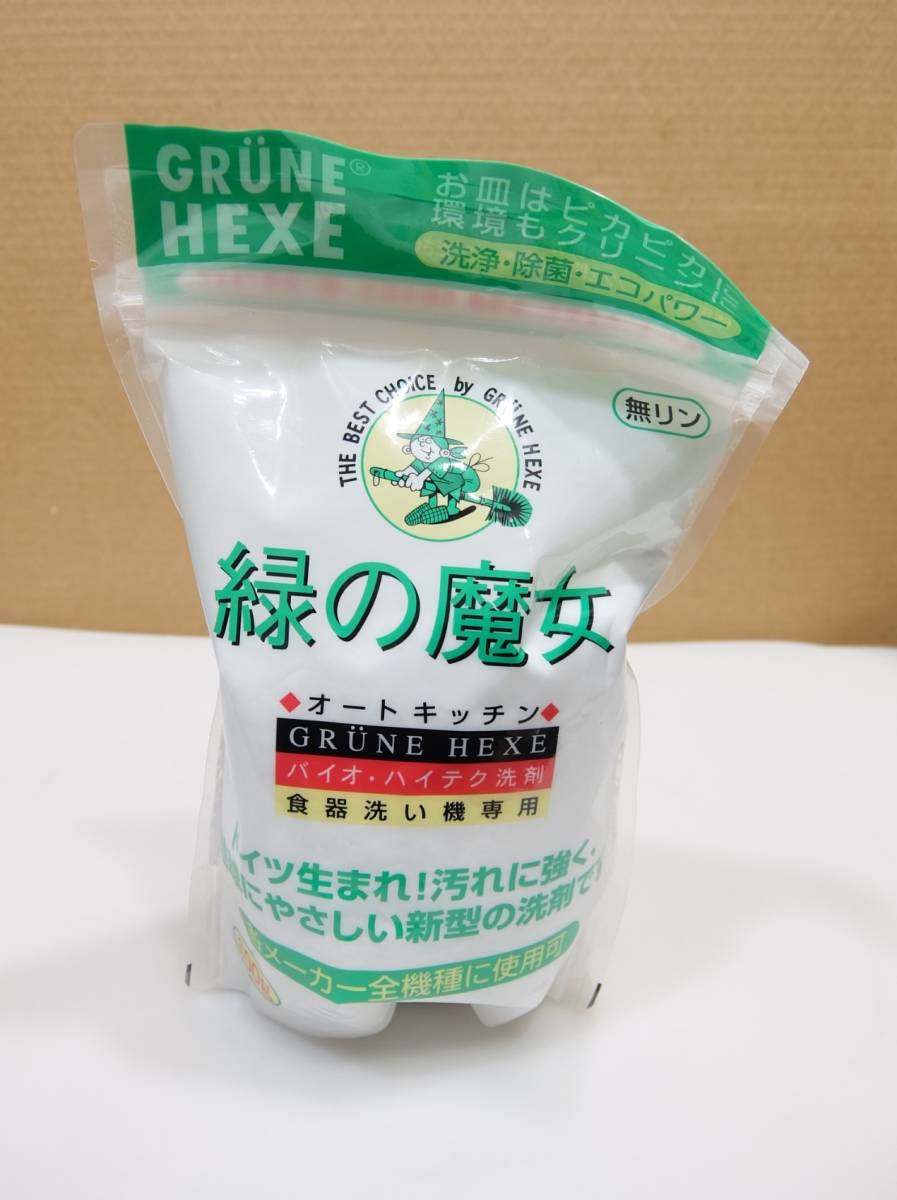 GRÜNE®
HEXE
お皿はピカピカに
環境もクリーンに
洗浄・除菌・エコパワー
THE BEST CHOICE by GRÜNE HEXE
無リン
緑の魔女
◆オートキッチン◆
GRÜNE HEXE
バイオ・ハイテク洗剤
食器洗い機専用
ドイツ生まれ!汚れに強く、
にやさしい新型の洗剤です
メーカー全機種に使用可